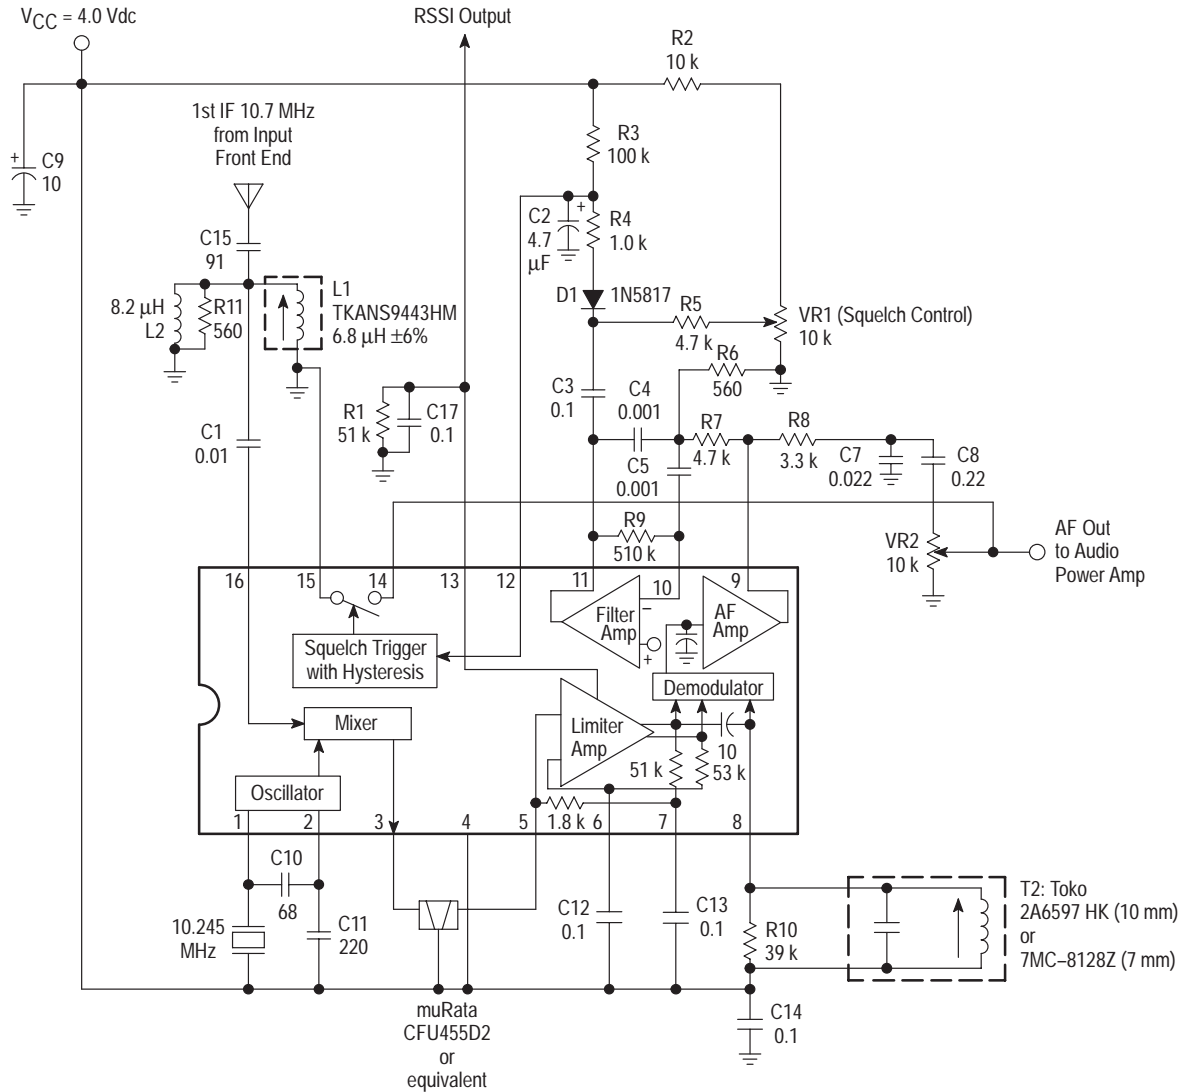 V_CC = 4.0 Vdc
RSSI Output
R2
10 k
1st IF 10.7 MHz
from Input
Front End
R3
100 k
+
C9
10
C2
4.7
µF
+
R4
1.0 k
C15
91
D1
1N5817
8.2 µH
L2
R11
560
L1
TKANS9443HM
6.8 µH ±6%
R5
4.7 k
VR1 (Squelch Control)
10 k
R6
560
C3
0.1
C4
0.001
R1
51 k
C17
0.1
C1
0.01
R7
4.7 k
R8
3.3 k
C5
0.001
C7
0.022
C8
0.22
R9
510 k
VR2
10 k
AF Out
to Audio
Power Amp
16
15
14
13
12
11
10
9
Filter
Amp
−
+
AF
Amp
Squelch Trigger
with Hysteresis
Demodulator
Mixer
Limiter
Amp
10
51 k
53 k
Oscillator
1.8 k
1
2
3
4
5
6
7
8
C10
68
10.245
MHz
C11
220
C12
0.1
C13
0.1
R10
39 k
T2: Toko
2A6597 HK (10 mm)
or
7MC–8128Z (7 mm)
muRata
CFU455D2
or
equivalent
C14
0.1